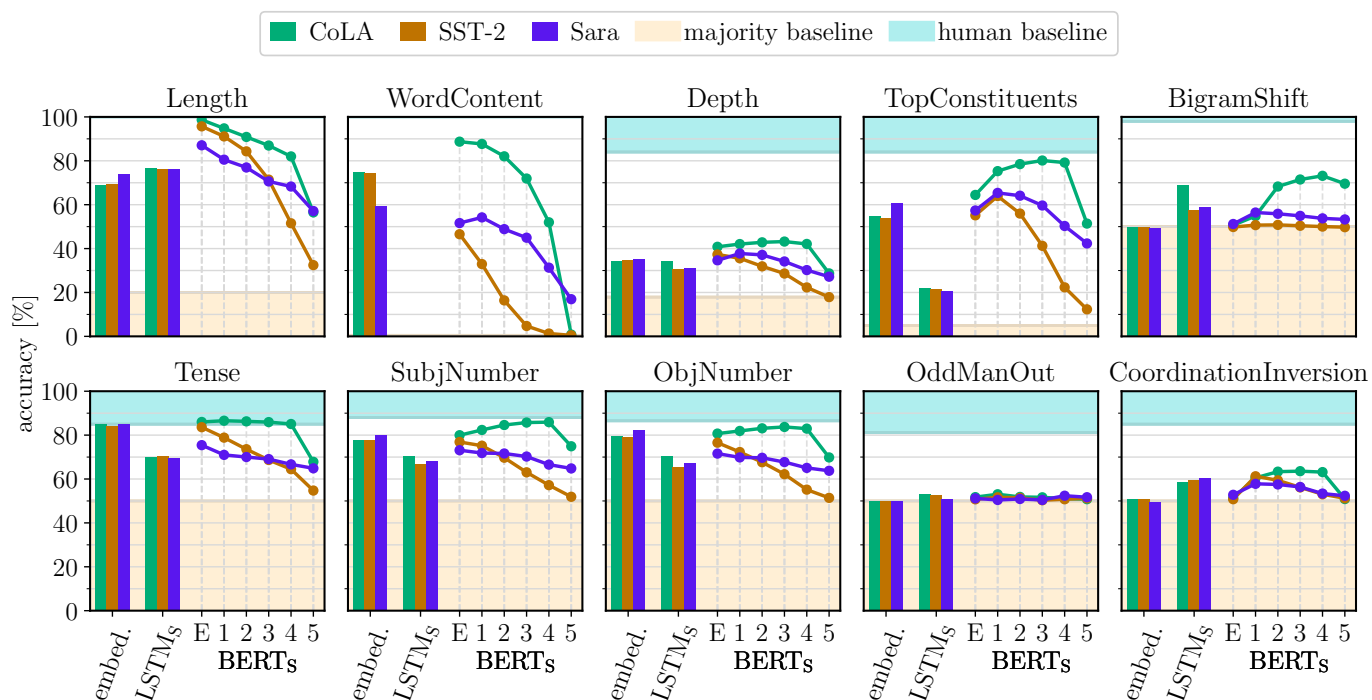 CoLA SST-2 Sara majority baseline human baseline
Length WordContent Depth TopConstituents BigramShift
100
80
60
40
20
0
accuracy [%]
Tense SubjNumber ObjNumber OddManOut CoordinationInversion
100
80
60
40
20
0
embed. LSTMS E 1 2 3 4 5 embed. LSTMS E 1 2 3 4 5 embed. LSTMS E 1 2 3 4 5 embed. LSTMS E 1 2 3 4 5 embed. LSTMS E 1 2 3 4 5
BERTS BERTS BERTS BERTS BERTS